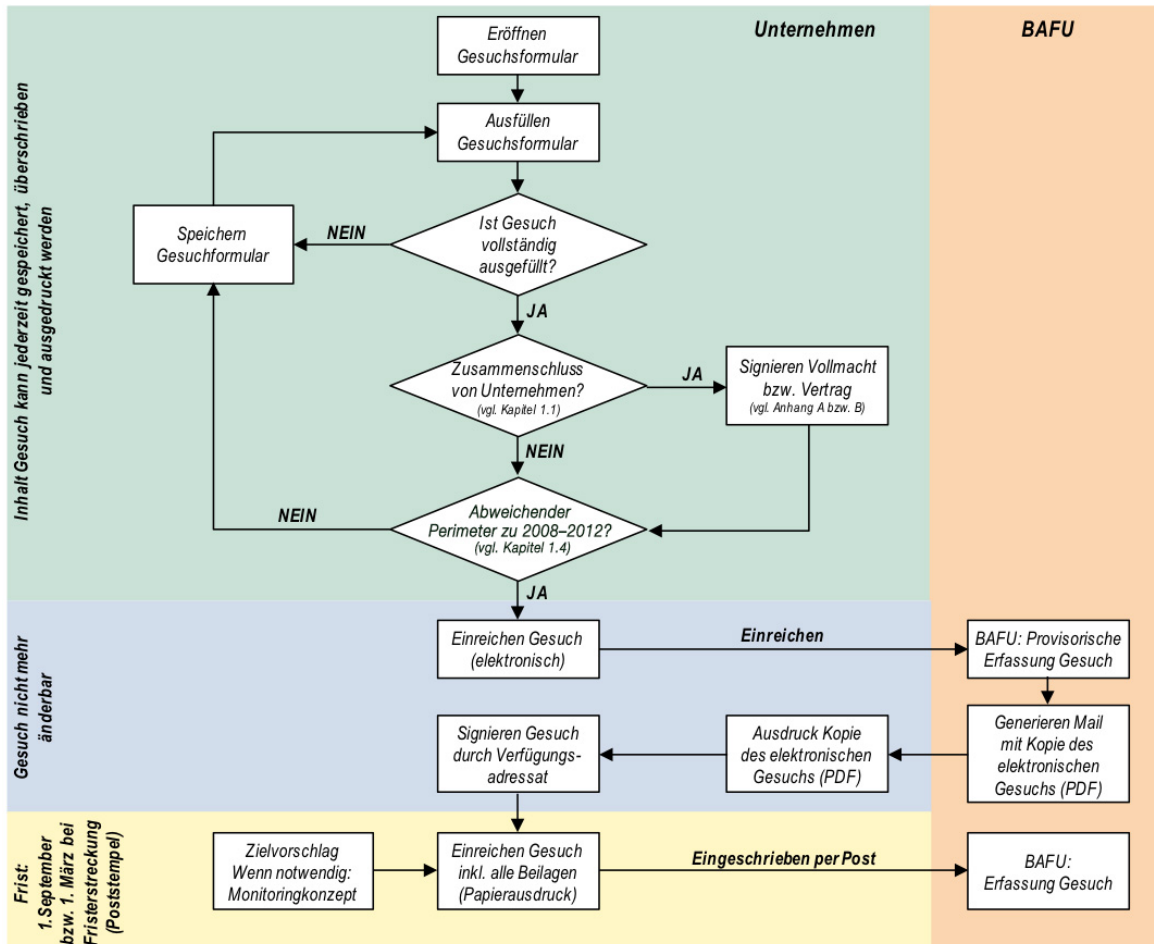 Unternehmen
BAFU
Inhalt Gesuch kann jederzeit gespeichert, überschrieben
und ausgedruckt werden
Eröffnen
Gesuchsformular
Ausfüllen
Gesuchsformular
Ist Gesuch
vollständig
ausgefüllt?
NEIN
Speichern
Gesuchformular
JA
Zusammenschluss
von Unternehmen?
(vgl. Kapitel 1.1)
JA
Signieren Vollmacht
bzw. Vertrag
(vgl. Anhang A bzw. B)
NEIN
Abweichender
Perimeter zu 2008–2012?
(vgl. Kapitel 1.4)
NEIN
JA
Gesuch nicht mehr
änderbar
Einreichen Gesuch
(elektronisch)
Einreichen
BAFU: Provisorische
Erfassung Gesuch
Generieren Mail
mit Kopie des
elektronischen
Gesuchs (PDF)
Ausdruck Kopie
des elektronischen
Gesuchs (PDF)
Signieren Gesuch
durch Verfügungs-
adressat
Frist:
1.September
bzw. 1. März bei
Fristerstreckung
(Poststempel)
Zielvorschlag
Wenn notwendig:
Monitoringkonzept
Einreichen Gesuch
inkl. alle Beilagen
(Papierausdruck)
Eingeschrieben per Post
BAFU:
Erfassung Gesuch